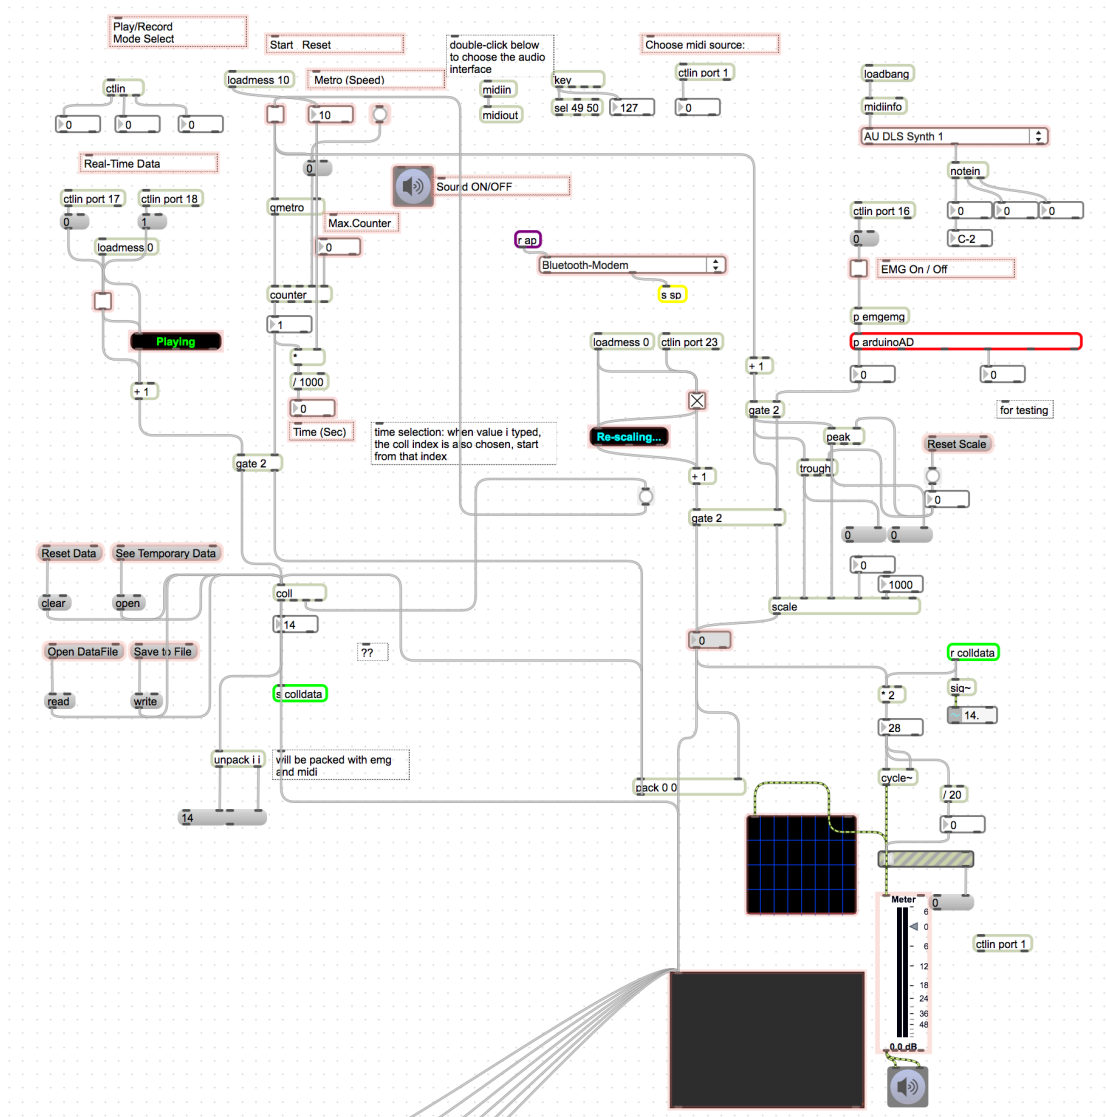 Play/Record
Mode Select
Start Reset
double-click below
to choose the audio
interface
Choose midi source:
loadmess 10
Metro (Speed)
key
ctlin port 1
loadbang
ctlin
midiin
midiinfo
0
0
0
10
midiout
sel 49 50
127
0
AU DLS Synth 1
Real-Time Data
0
notein
Sound ON/OFF
ctlin port 17
ctlin port 18
qmetro
ctlin port 16
0
0
0
0
1
Max.Counter
r ap
0
C-2
loadmess 0
0
Bluetooth-Modem
EMG On / Off
counter
s sp
1
p emgemg
Playing
loadmess 0
ctlin port 23
p arduinoAD
*
+ 1
0
0
/ 1000
+ 1
0
gate 2
for testing
Time (Sec)
time selection: when value i typed,
the coll index is also chosen, start
from that index
Re-scaling...
peak
Reset Scale
gate 2
trough
+ 1
0
gate 2
0
0
Reset Data
See Temporary Data
0
1000
clear
open
coll
scale
14
0
Open DataFile
Save to File
??
r colldata
read
write
s colldata
* 2
sig~
14.
28
unpack i i
will be packed with emg
and midi
cycle~
pack 0 0
/ 20
14
0
Meter
0
6
0
6
12
18
24
36
48
0.0 dB
ctlin port 1